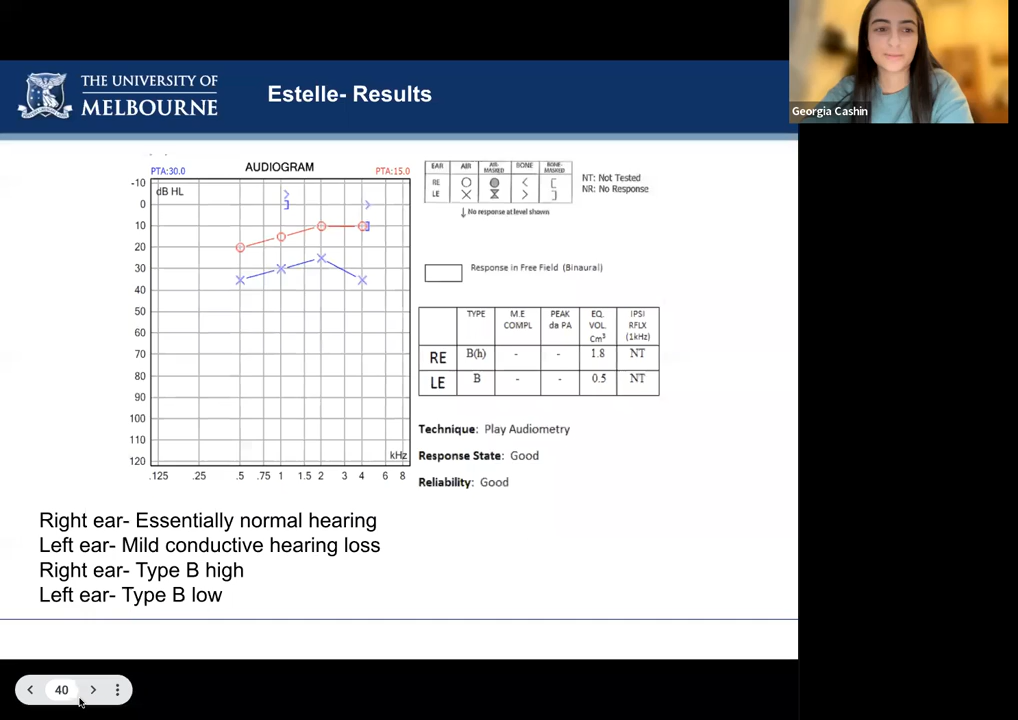 THE UNIVERSITY OF
MELBOURNE
Estelle- Results
Georgia Cashin
PTA:30.0
AUDIOGRAM
PTA:15.0
dB HL
-10
0
10
20
30
40
50
60
70
80
90
100
110
120
kHz
.125 .25 .5 .75 1 1.5 2 3 4 6 8
EAR AIR AIR-MASKED BONE BONE-MASKED
RE
LE
NT: Not Tested
NR: No Response
↓ No response at level shown
Response in Free Field (Binaural)
TYPE M.E COMPL PEAK da PA EQ. VOL. Cm³ IPSI RFLX (1kHz)
RE B(h) - - 1.8 NT
LE B - - 0.5 NT
Technique: Play Audiometry
Response State: Good
Reliability: Good
Right ear- Essentially normal hearing
Left ear- Mild conductive hearing loss
Right ear- Type B high
Left ear- Type B low
40